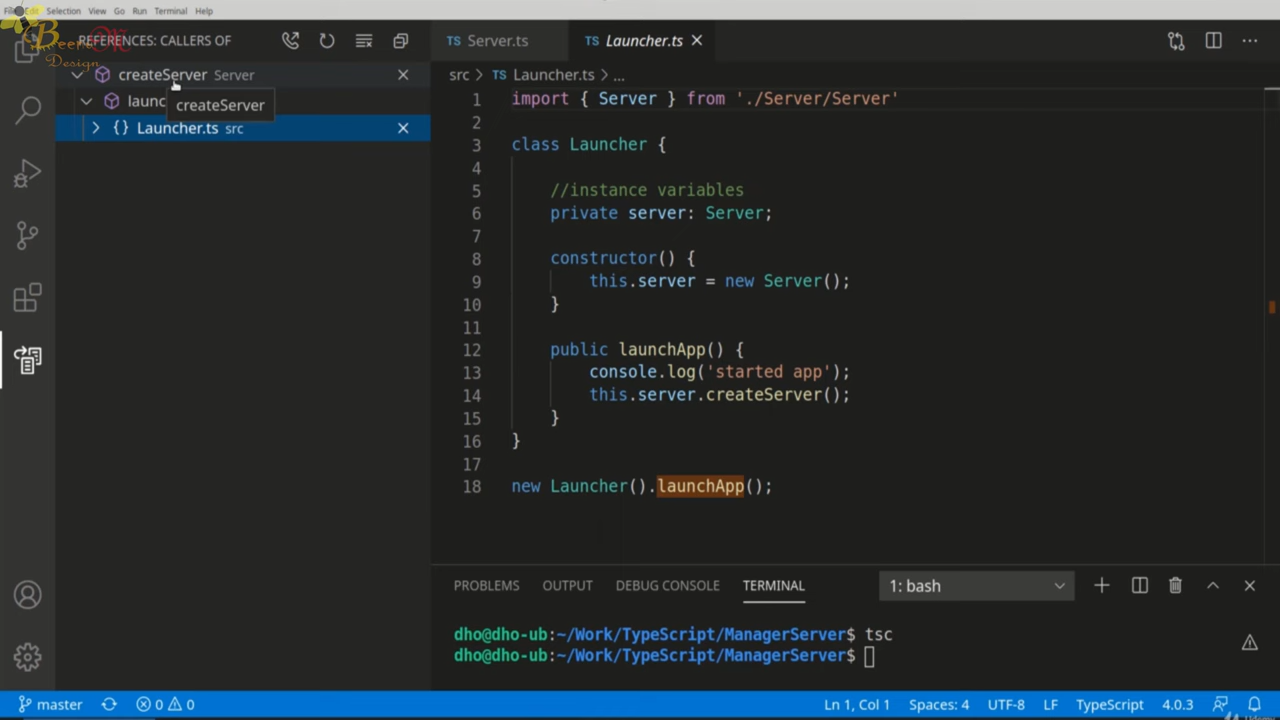 File Edit Selection View Go Run Terminal Help
Been
Design
REFERENCES: CALLERS OF
TS Server.ts
TS Launcher.ts
createServer Server
createServer
launc
{} Launcher.ts src
src > TS Launcher.ts > ...
1 import { Server } from './Server/Server'
2
3 class Launcher {
4
5 //instance variables
6 private server: Server;
7
8 constructor() {
9 this.server = new Server();
10 }
11
12 public launchApp() {
13 console.log('started app');
14 this.server.createServer();
15 }
16 }
17
18 new Launcher().launchApp();
PROBLEMS OUTPUT DEBUG CONSOLE TERMINAL 1: bash
dho@dho-ub:~/Work/TypeScript/ManagerServer$ tsc
dho@dho-ub:~/Work/TypeScript/ManagerServer$
master 0 0 Ln 1, Col 1 Spaces: 4 UTF-8 LF TypeScript 4.0.3